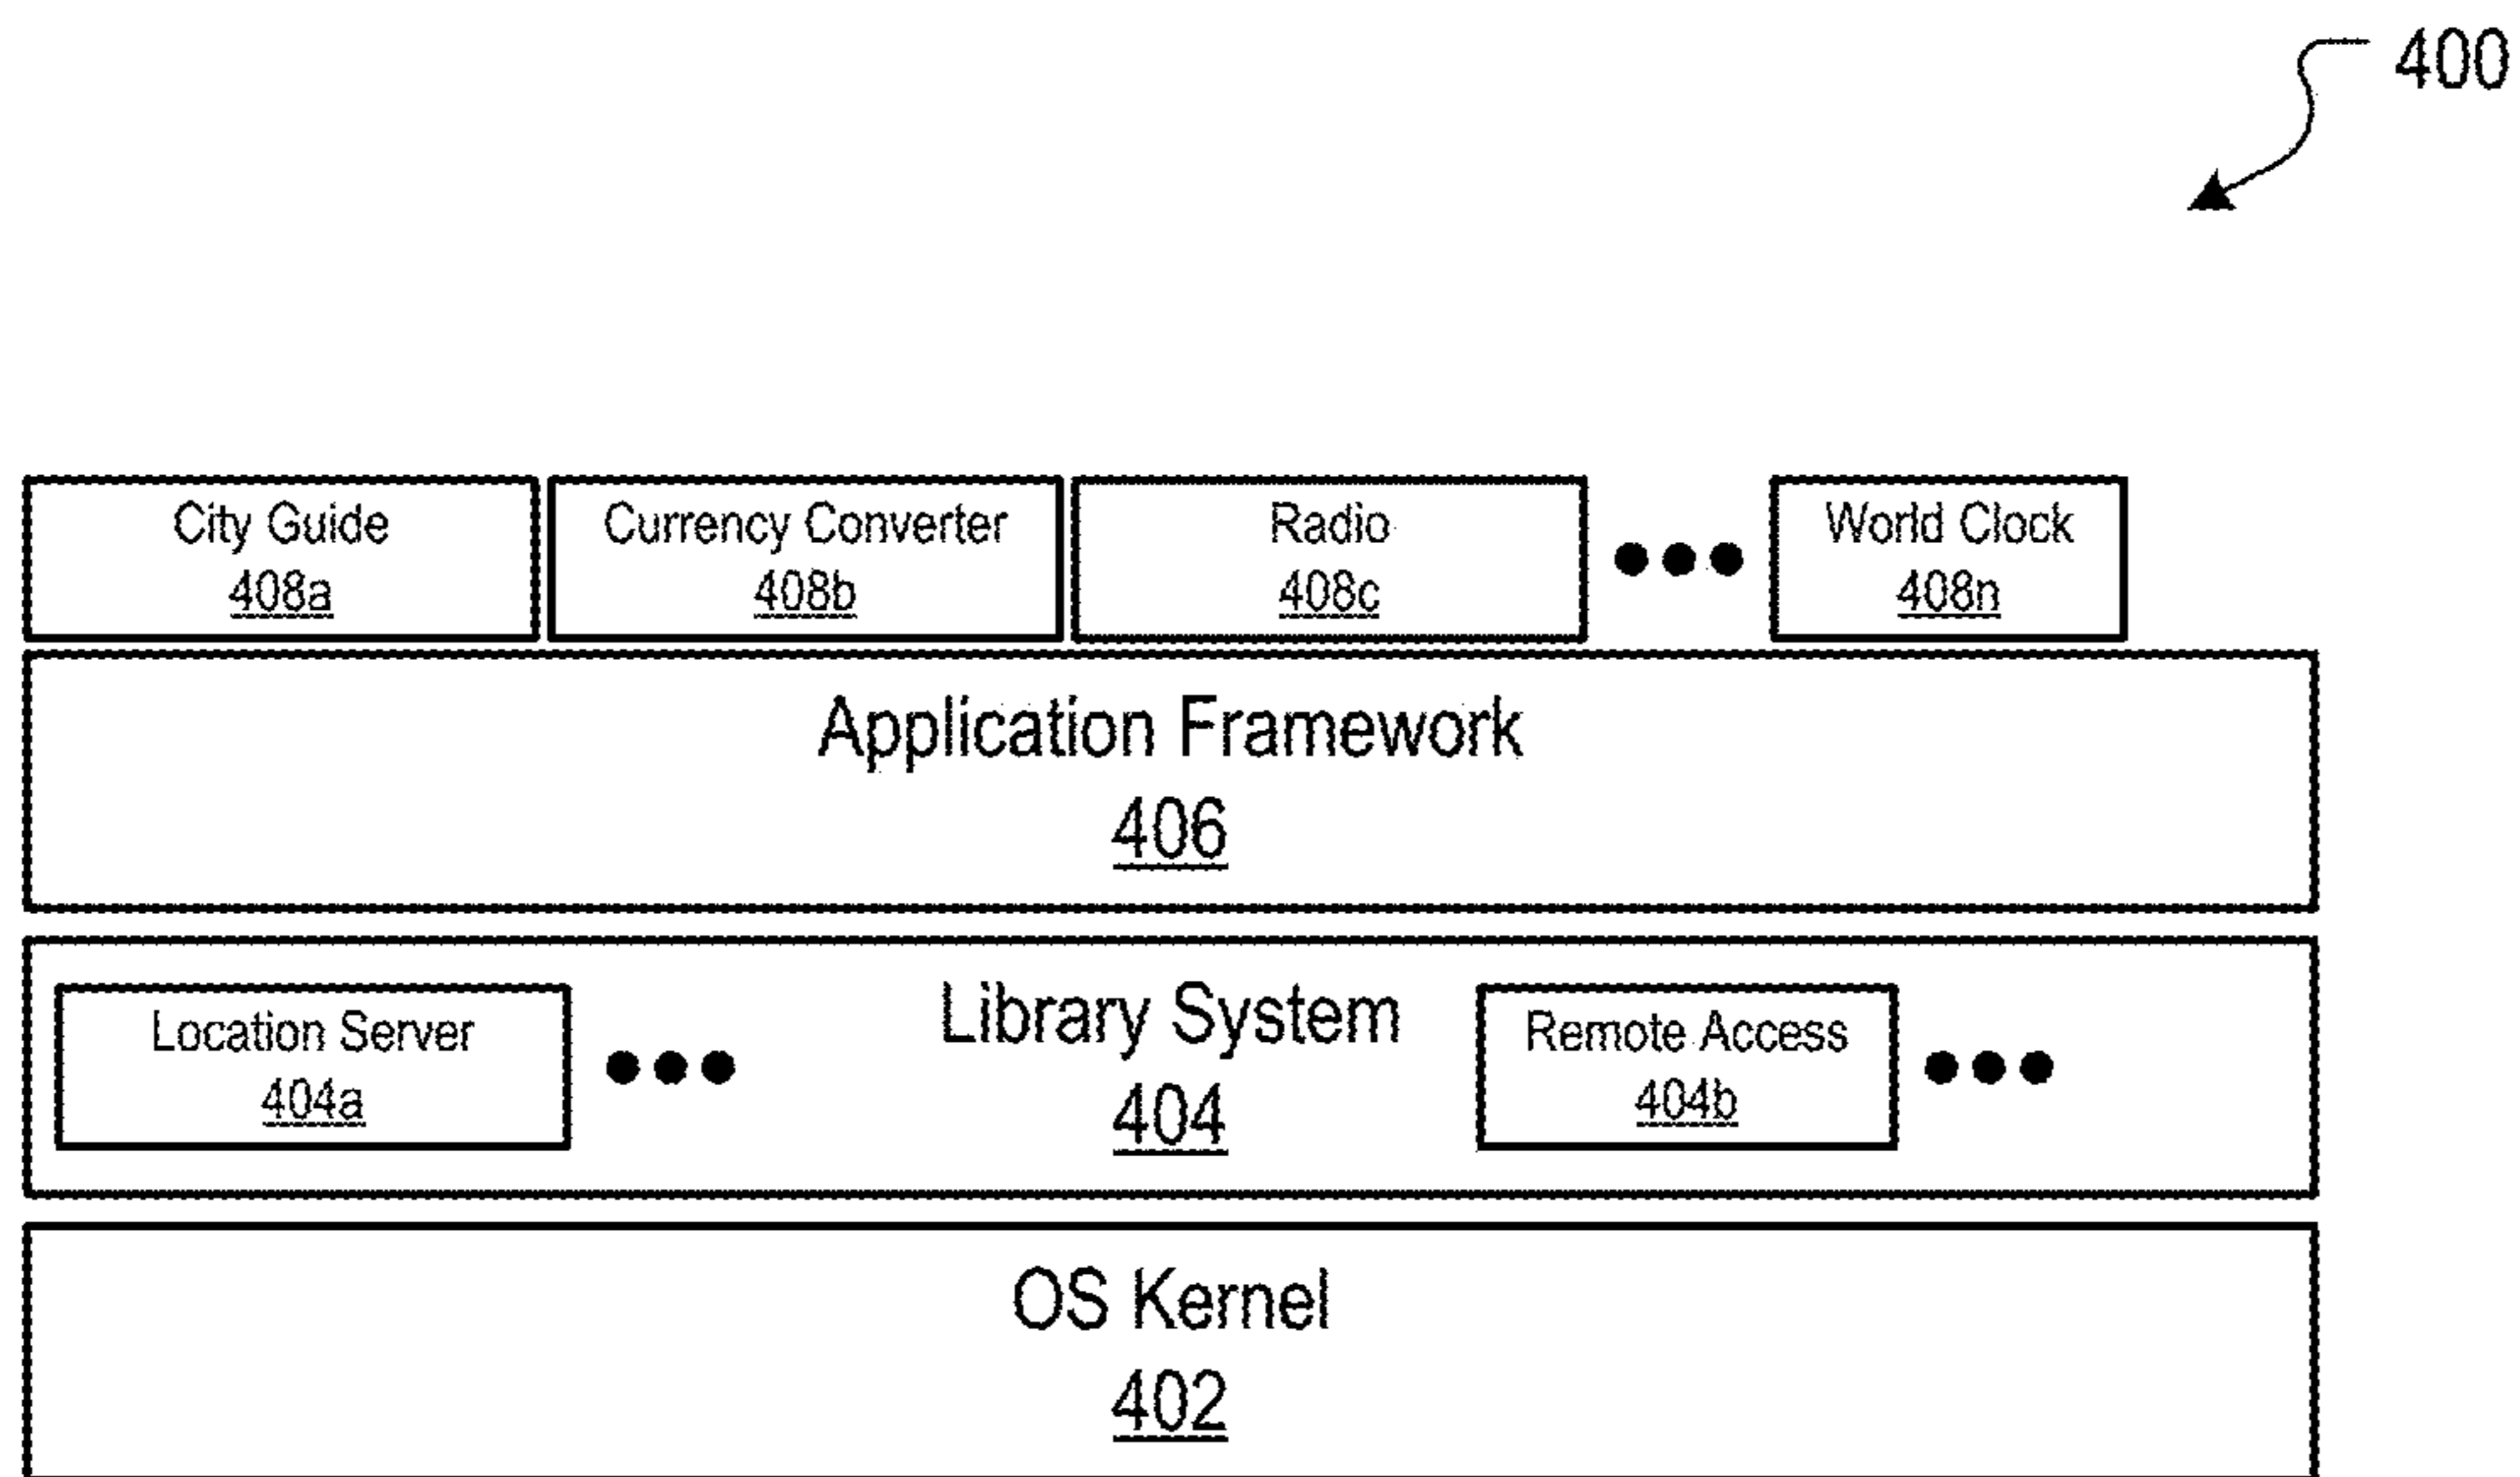 400
City Guide
408a
Currency Converter
408b
Radio
408c
World Clock
408n
Application Framework
406
Location Server
404a
Library System
404
Remote Access
404b
OS Kernel
402